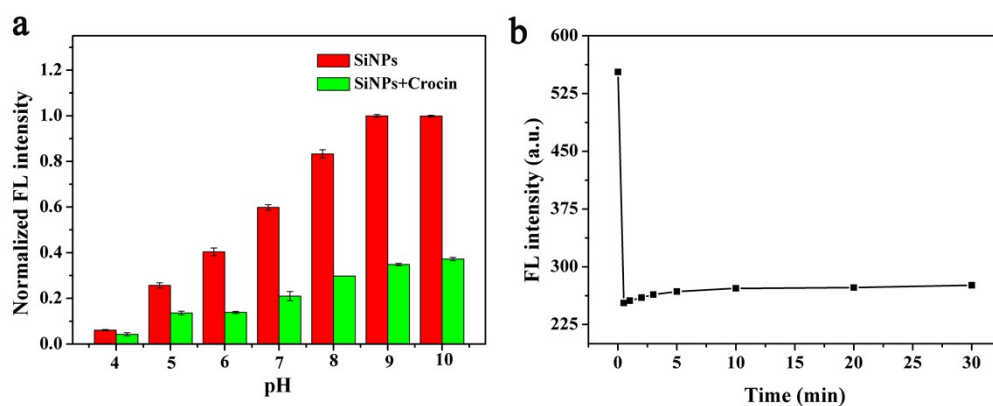 a
SiNPs
SiNPs+Crocin
Normalized FL intensity
1.2
1.0
0.8
0.6
0.4
0.2
0.0
4 5 6 7 8 9 10
pH
b
FL intensity (a.u.)
600
525
450
375
300
225
0 5 10 15 20 25 30
Time (min)